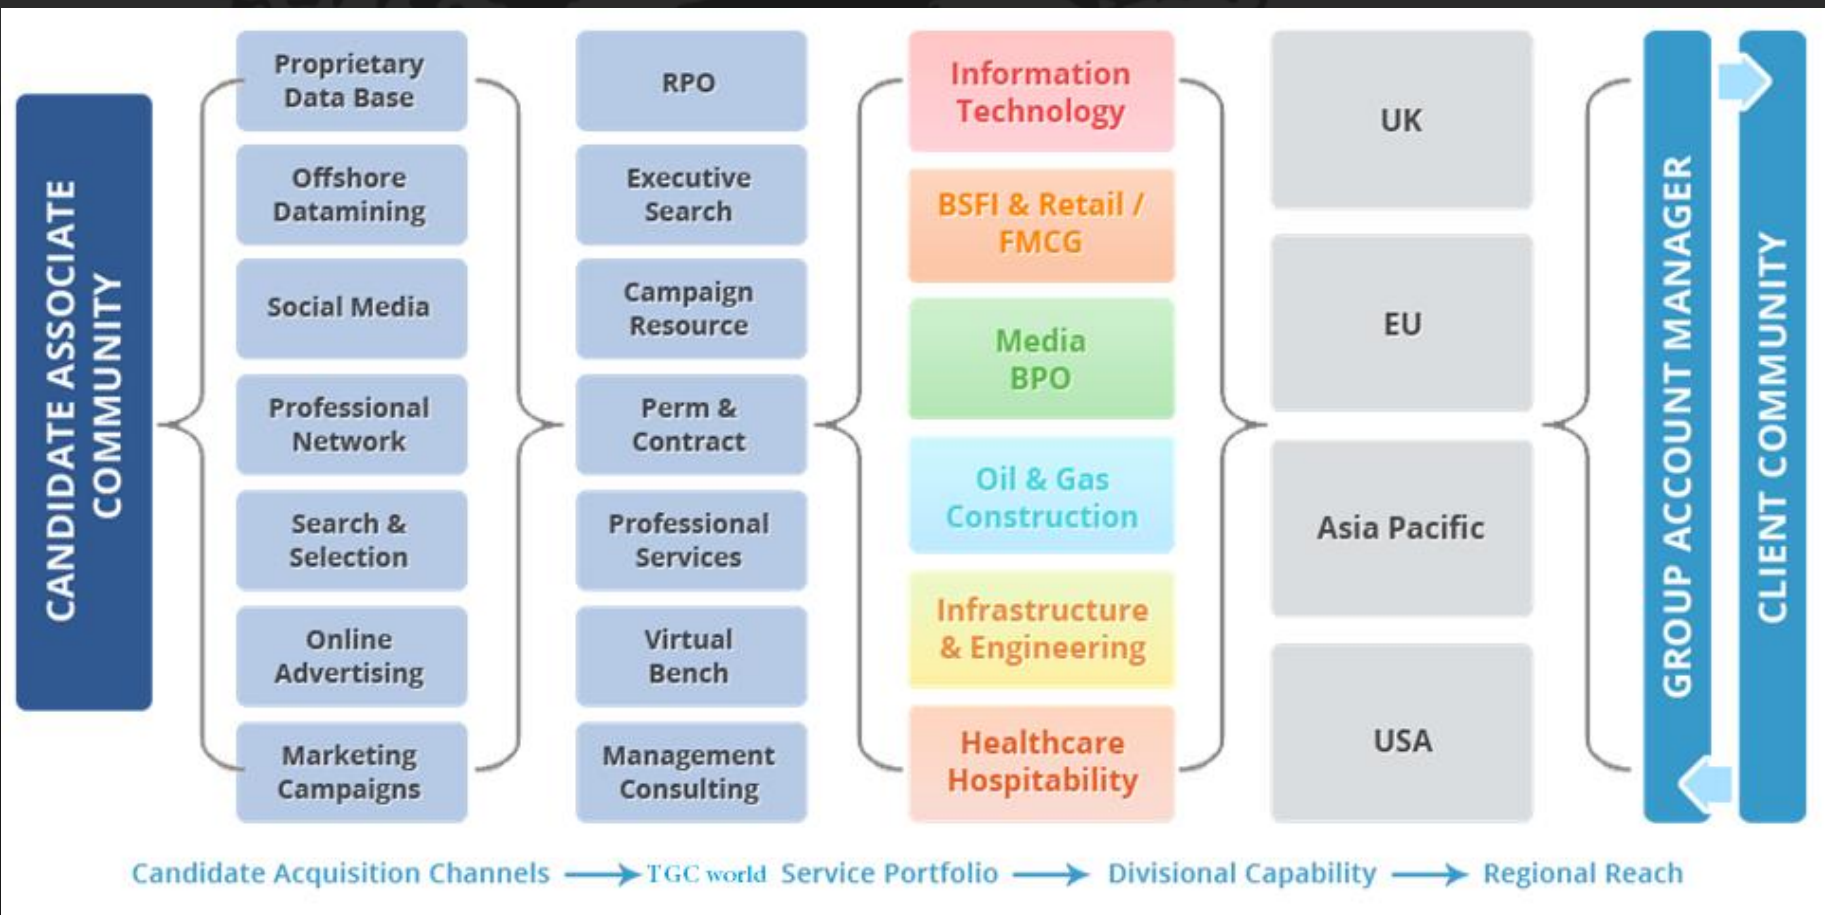 CANDIDATE ASSOCIATE
COMMUNITY
Proprietary
Data Base
Offshore
Datamining
Social Media
Professional
Network
Search &
Selection
Online
Advertising
Marketing
Campaigns
RPO
Executive
Search
Campaign
Resource
Perm &
Contract
Professional
Services
Virtual
Bench
Management
Consulting
Information
Technology
BSFI & Retail /
FMCG
Media
BPO
Oil & Gas
Construction
Infrastructure
& Engineering
Healthcare
Hospitability
UK
EU
Asia Pacific
USA
GROUP ACCOUNT MANAGER
CLIENT COMMUNITY
Candidate Acquisition Channels → TGC world Service Portfolio → Divisional Capability → Regional Reach